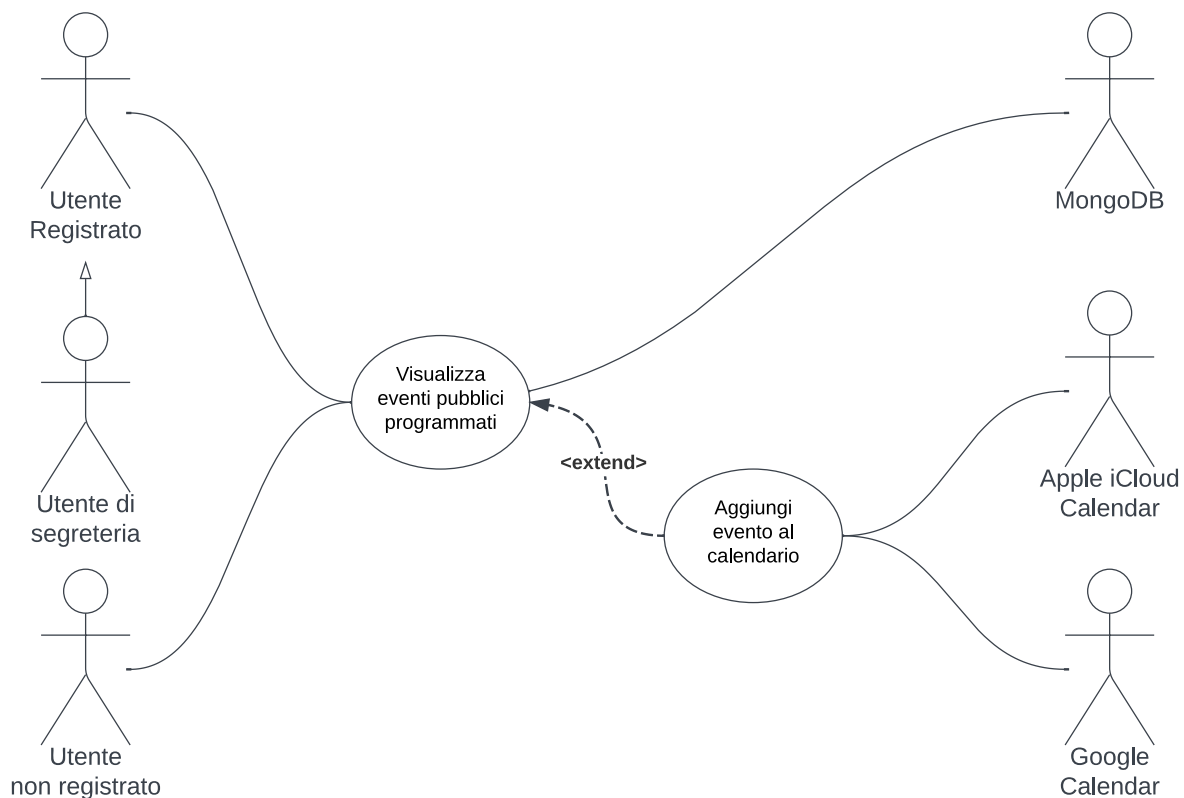 Utente
Registrato
MongoDB
Visualizza
eventi pubblici
programmati
<extend>
Utente di
segreteria
Aggiungi
evento al
calendario
Apple iCloud
Calendar
Utente
non registrato
Google
Calendar